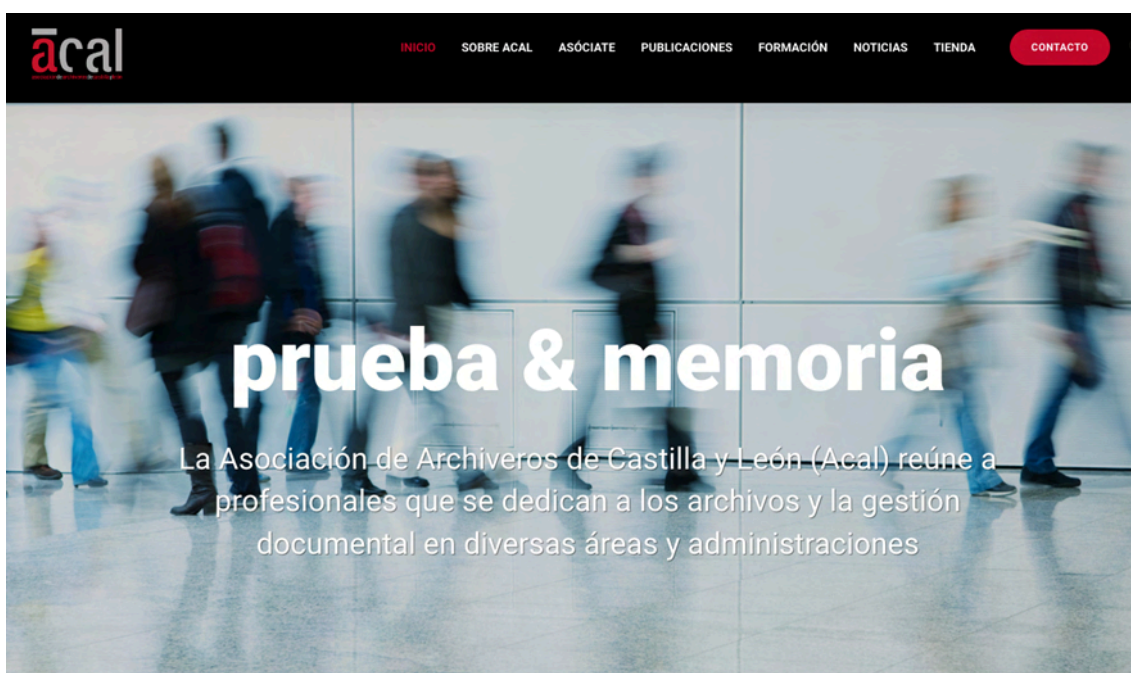 ācal
INICIO SOBRE ACAL ASÓCIATE PUBLICACIONES FORMACIÓN NOTICIAS TIENDA CONTACTO
prueba & memoria
La Asociación de Archiveros de Castilla y León (Acal) reúne a
profesionales que se dedican a los archivos y la gestión
documental en diversas áreas y administraciones